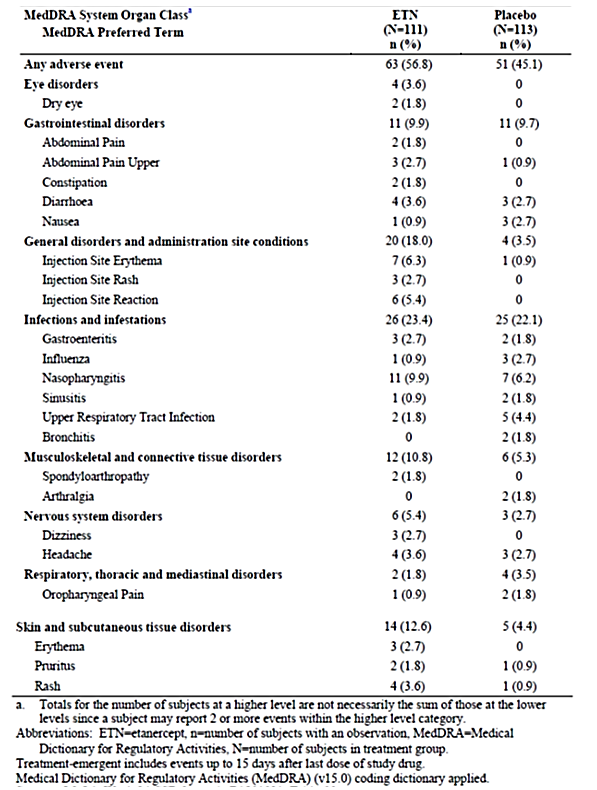 MedDRA System Organ Classᵃ ETN Placebo
MedDRA Preferred Term (N=111) (N=113)
n (%) n (%)
Any adverse event 63 (56.8) 51 (45.1)
Eye disorders 4 (3.6) 0
Dry eye 2 (1.8) 0
Gastrointestinal disorders 11 (9.9) 11 (9.7)
Abdominal Pain 2 (1.8) 0
Abdominal Pain Upper 3 (2.7) 1 (0.9)
Constipation 2 (1.8) 0
Diarrhoea 4 (3.6) 3 (2.7)
Nausea 1 (0.9) 3 (2.7)
General disorders and administration site conditions 20 (18.0) 4 (3.5)
Injection Site Erythema 7 (6.3) 1 (0.9)
Injection Site Rash 3 (2.7) 0
Injection Site Reaction 6 (5.4) 0
Infections and infestations 26 (23.4) 25 (22.1)
Gastroenteritis 3 (2.7) 2 (1.8)
Influenza 1 (0.9) 3 (2.7)
Nasopharyngitis 11 (9.9) 7 (6.2)
Sinusitis 1 (0.9) 2 (1.8)
Upper Respiratory Tract Infection 2 (1.8) 5 (4.4)
Bronchitis 0 2 (1.8)
Musculoskeletal and connective tissue disorders 12 (10.8) 6 (5.3)
Spondyloarthropathy 2 (1.8) 0
Arthralgia 0 2 (1.8)
Nervous system disorders 6 (5.4) 3 (2.7)
Dizziness 3 (2.7) 0
Headache 4 (3.6) 3 (2.7)
Respiratory, thoracic and mediastinal disorders 2 (1.8) 4 (3.5)
Oropharyngeal Pain 1 (0.9) 2 (1.8)
Skin and subcutaneous tissue disorders 14 (12.6) 5 (4.4)
Erythema 3 (2.7) 0
Pruritus 2 (1.8) 1 (0.9)
Rash 4 (3.6) 1 (0.9)
a. Totals for the number of subjects at a higher level are not necessarily the sum of those at the lower
levels since a subject may report 2 or more events within the higher level category.
Abbreviations: ETN=etanercept, n=number of subjects with an observation, MedDRA=Medical
Dictionary for Regulatory Activities, N=number of subjects in treatment group.
Treatment-emergent includes events up to 15 days after last dose of study drug.
Medical Dictionary for Regulatory Activities (MedDRA) (v15.0) coding dictionary applied.